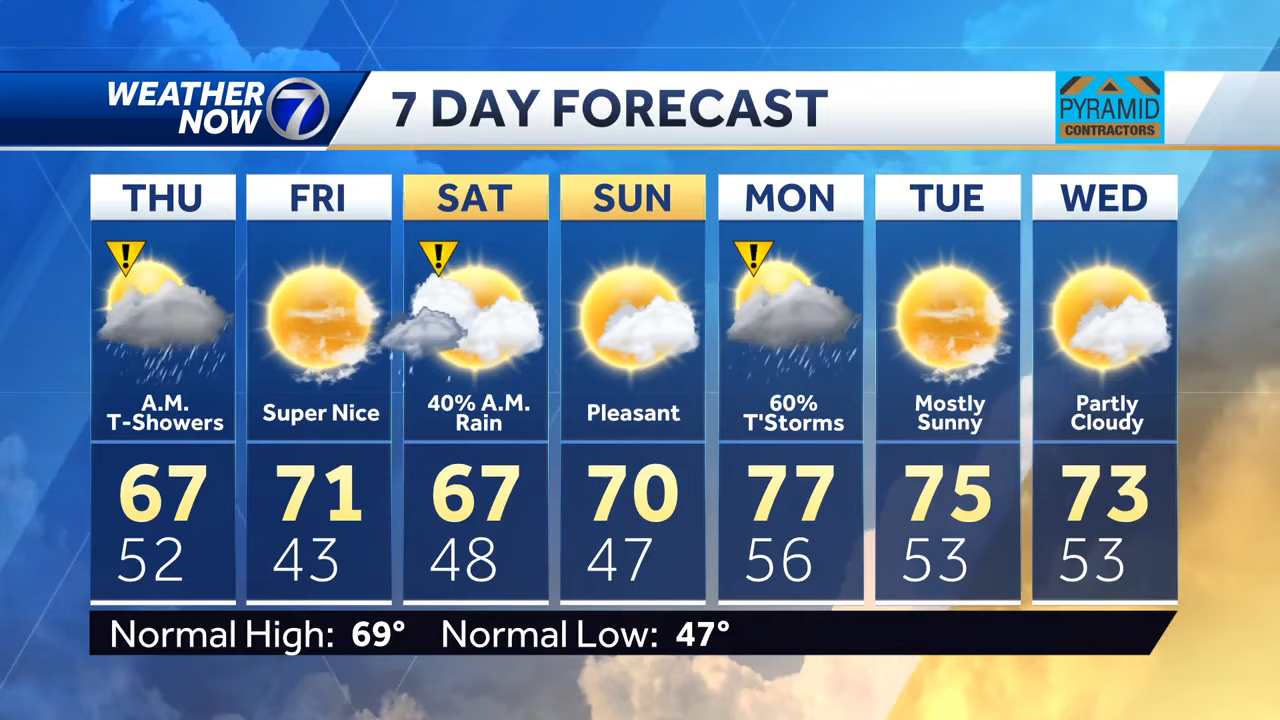 WEATHER
NOW
7
7 DAY FORECAST
PYRAMID
CONTRACTORS
THU
!
A.M.
T-Showers
67
52
FRI
Super Nice
71
43
SAT
!
40% A.M.
Rain
67
48
SUN
Pleasant
70
47
MON
!
60%
T'Storms
77
56
TUE
Mostly
Sunny
75
53
WED
Partly
Cloudy
73
53
Normal High: 69° Normal Low: 47°